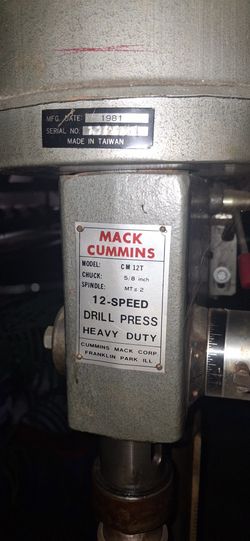 MFG. DATE: 1981
SERIAL NO.
MADE IN TAIWAN
MACK
CUMMINS
MODEL: CM 12T
CHUCK: 5/8 inch
SPINDLE: MT# 2
12-SPEED
DRILL PRESS
HEAVY DUTY
CUMMINS MACK CORP
FRANKLIN PARK ILL